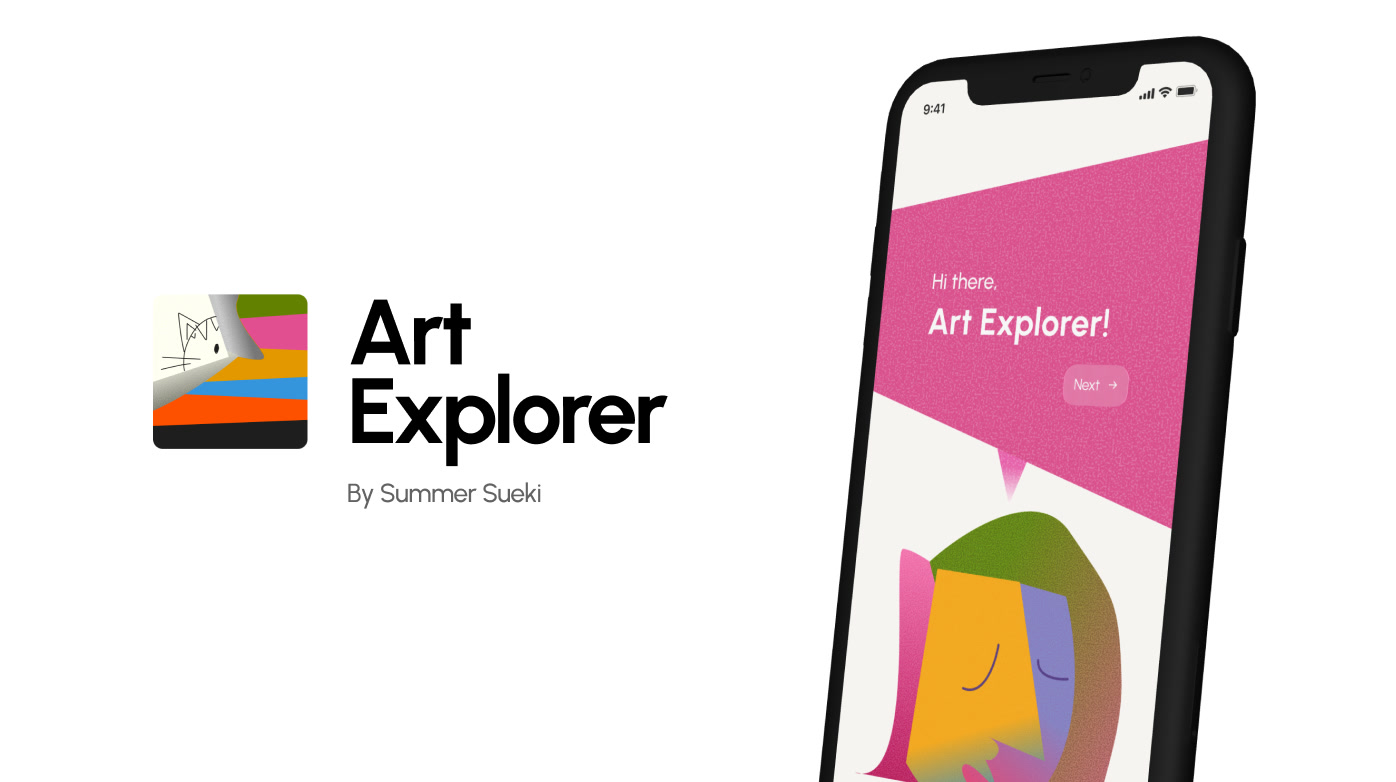 Art
Explorer
By Summer Sueki
9:41
Hi there,
Art Explorer!
Next →